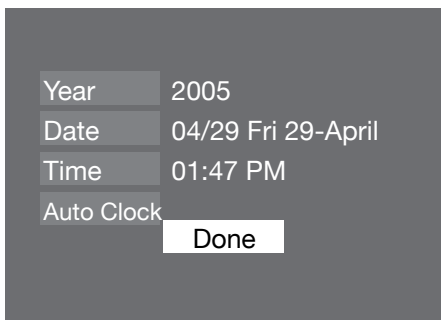 Year 2005
Date 04/29 Fri 29-April
Time 01:47 PM
Auto Clock
Done